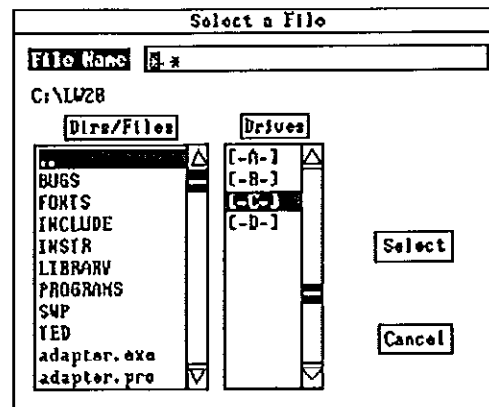 Select a File
File Name *.*
C:\LW2B
Dirs/Files
Drives
..
BUGS
FONTS
INCLUDE
INSTR
LIBRARY
PROGRAMS
SWP
TED
adapter.exe
adapter.pro
[-A-]
[-B-]
[-C-]
[-D-]
Select
Cancel